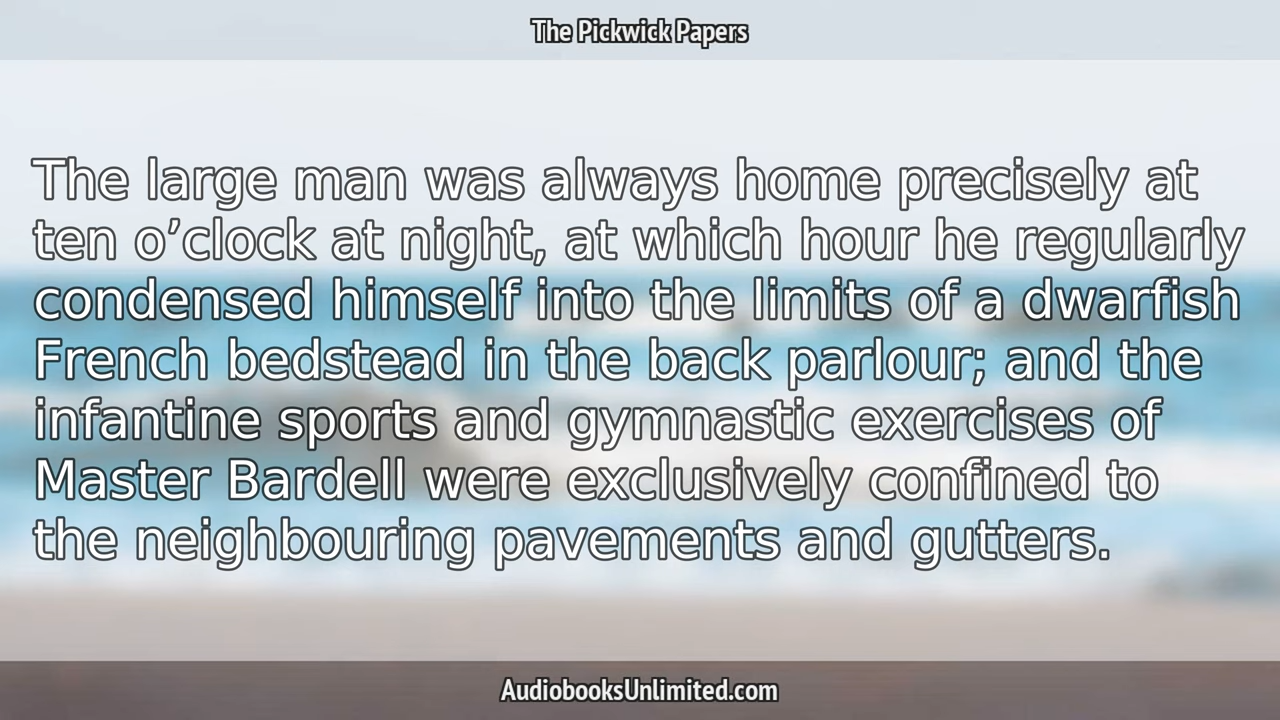 The Pickwick Papers
The large man was always home precisely at
ten o’clock at night, at which hour he regularly
condensed himself into the limits of a dwarfish
French bedstead in the back parlour; and the
infantine sports and gymnastic exercises of
Master Bardell were exclusively confined to
the neighbouring pavements and gutters.
AudiobooksUnlimited.com